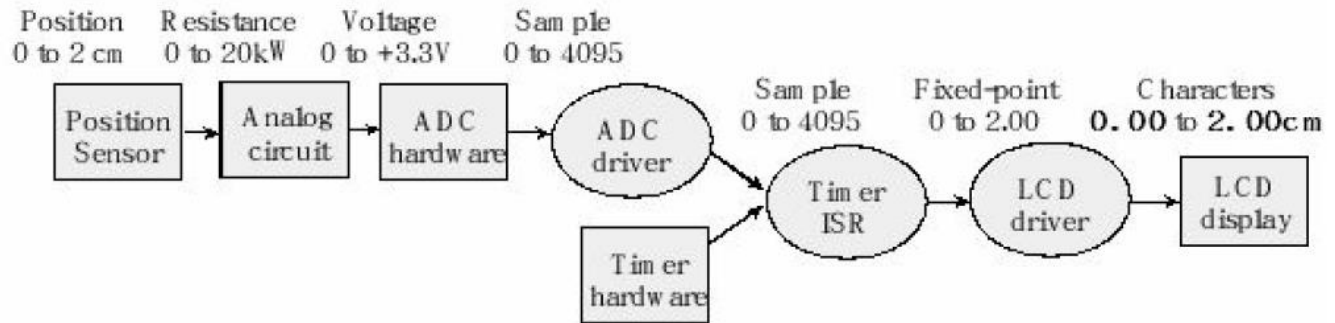 Position
0 to 2 cm
Resistance
0 to 20kW
Voltage
0 to +3.3V
Sample
0 to 4095
Position
Sensor
Analog
circuit
ADC
hardware
ADC
driver
Sample
0 to 4095
Fixed-point
0 to 2.00
Characters
0.00 to 2.00cm
Timer
hardware
Timer
ISR
LCD
driver
LCD
display